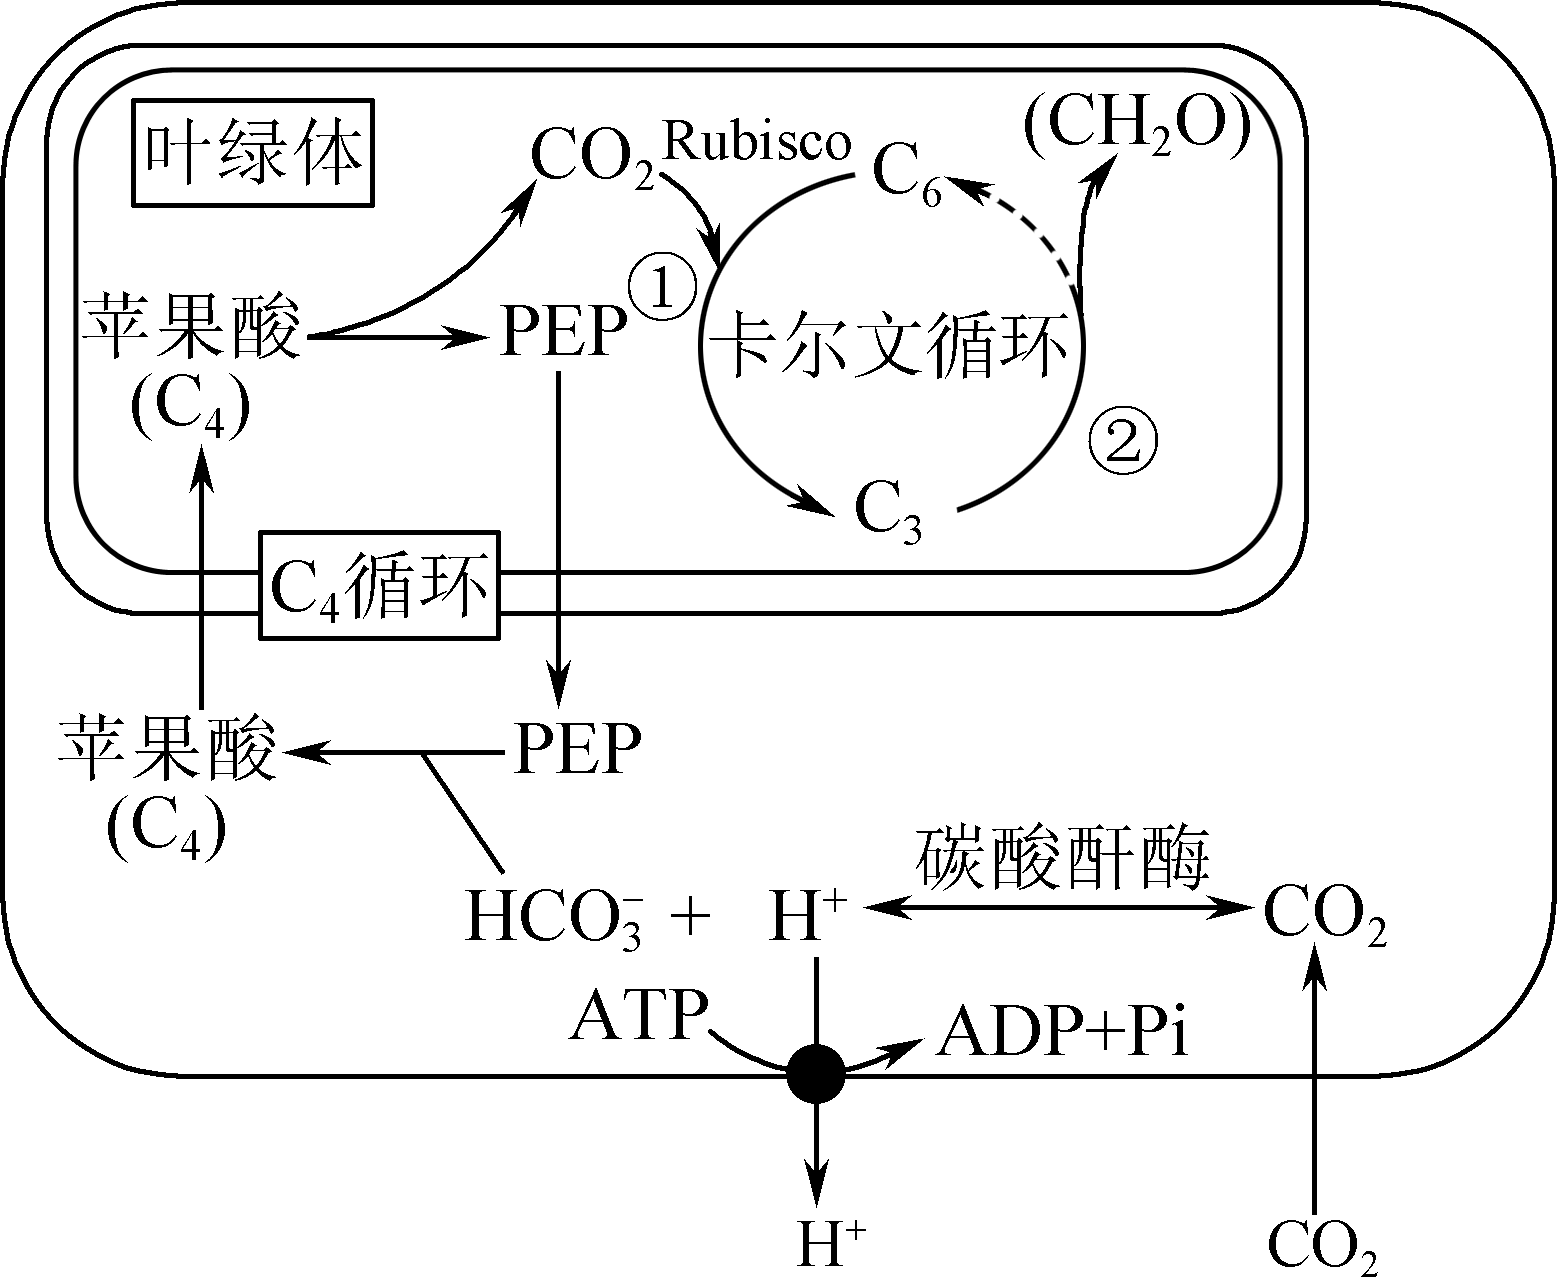 叶绿体
CO₂ Rubisco C₆ (CH₂O)
苹果酸 PEP ① 卡尔文循环
(C₄)
②
C₃
C₄循环
苹果酸 PEP
(C₄)
碳酸酐酶
HCO₃⁻ + H⁺ CO₂
ATP ADP+Pi
H⁺ CO₂